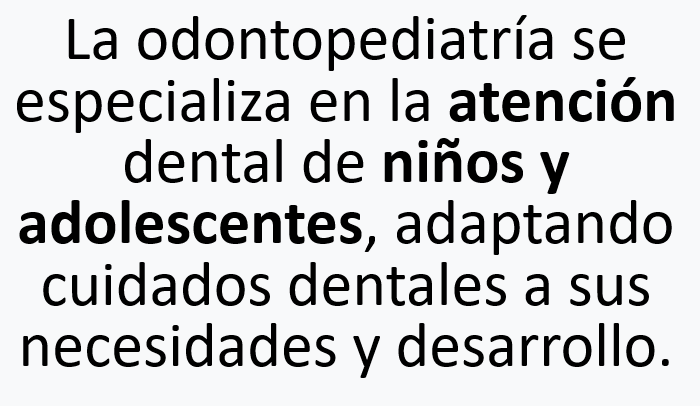 La odontopediatría se
especializa en la atención
dental de niños y
adolescentes, adaptando
cuidados dentales a sus
necesidades y desarrollo.